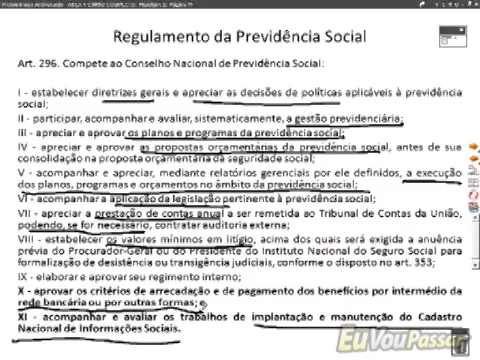 Regulamento da Previdência Social
Art. 296. Compete ao Conselho Nacional de Previdência Social:
I - estabelecer diretrizes gerais e apreciar as decisões de políticas aplicáveis à previdência
social;
II - participar, acompanhar e avaliar, sistematicamente, a gestão previdenciária;
III - apreciar e aprovar os planos e programas da previdência social;
IV - apreciar e aprovar as propostas orçamentárias da previdência social, antes de sua
consolidação na proposta orçamentária da seguridade social;
V - acompanhar e apreciar, mediante relatórios gerenciais por ele definidos, a execução
dos planos, programas e orçamentos no âmbito da previdência social;
VI - acompanhar a aplicação da legislação pertinente à previdência social;
VII - apreciar a prestação de contas anual a ser remetida ao Tribunal de Contas da União,
podendo, se for necessário, contratar auditoria externa;
VIII - estabelecer os valores mínimos em litígio, acima dos quais será exigida a anuência
prévia do Procurador-Geral ou do Presidente do Instituto Nacional do Seguro Social para
formalização de desistência ou transigência judiciais, conforme o disposto no art. 353;
IX - elaborar e aprovar seu regimento interno;
X - aprovar os critérios de arrecadação e de pagamento dos benefícios por intermédio da
rede bancária ou por outras formas; e
XI - acompanhar e avaliar os trabalhos de implantação e manutenção do Cadastro
Nacional de Informações Sociais.
EuVouPassar